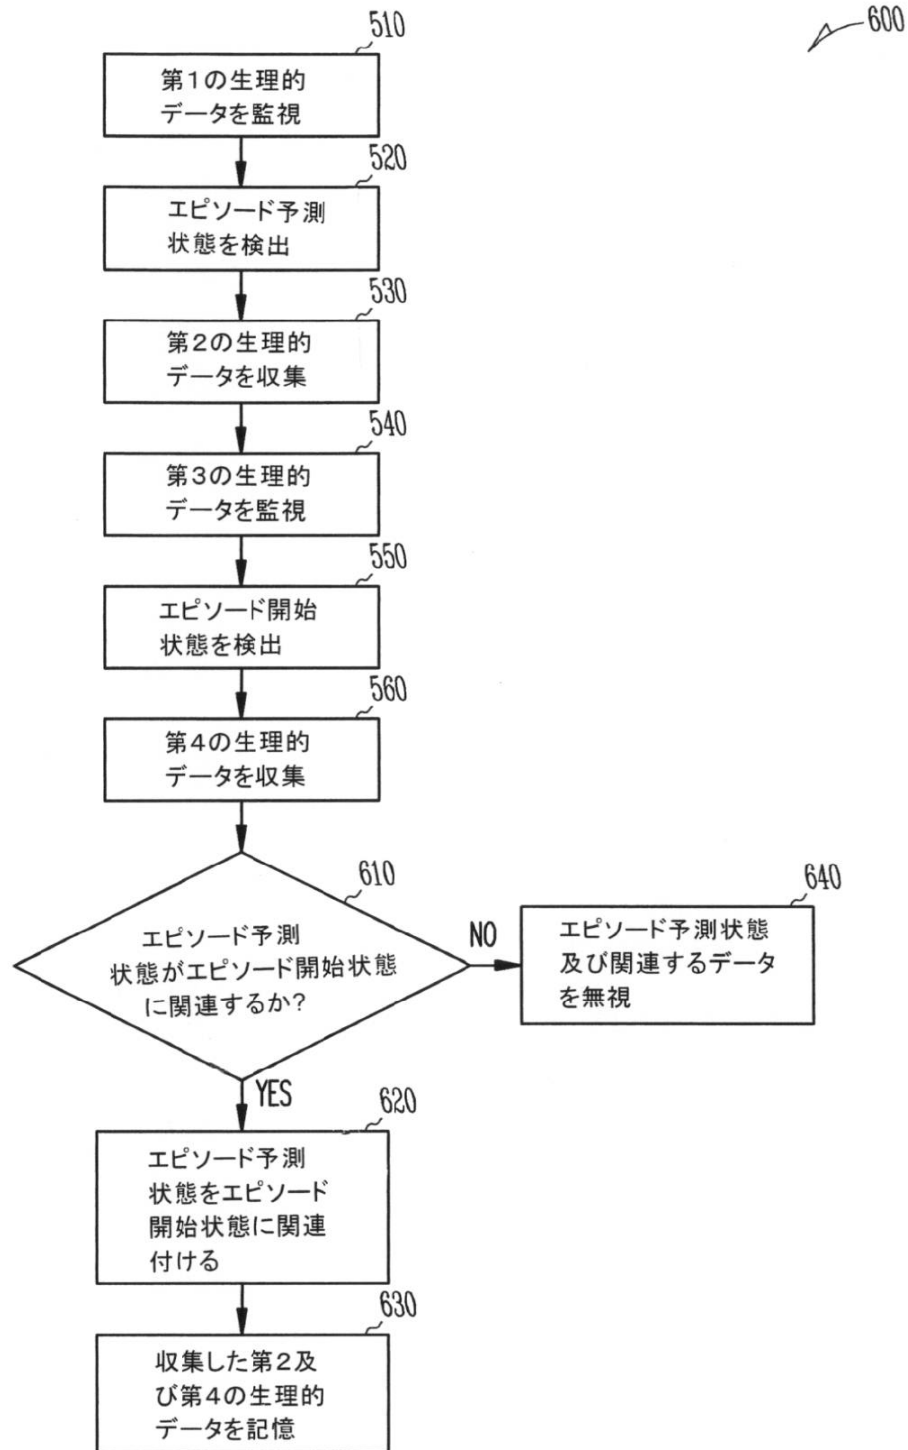 600
510
第1の生理的
データを監視
520
エピソード予測
状態を検出
530
第2の生理的
データを収集
540
第3の生理的
データを監視
550
エピソード開始
状態を検出
560
第4の生理的
データを収集
610
エピソード予測
状態がエピソード開始状態
に関連するか?
NO
640
エピソード予測状態
及び関連するデータ
を無視
YES
620
エピソード予測
状態をエピソード
開始状態に関連
付ける
630
収集した第2及
び第4の生理的
データを記憶